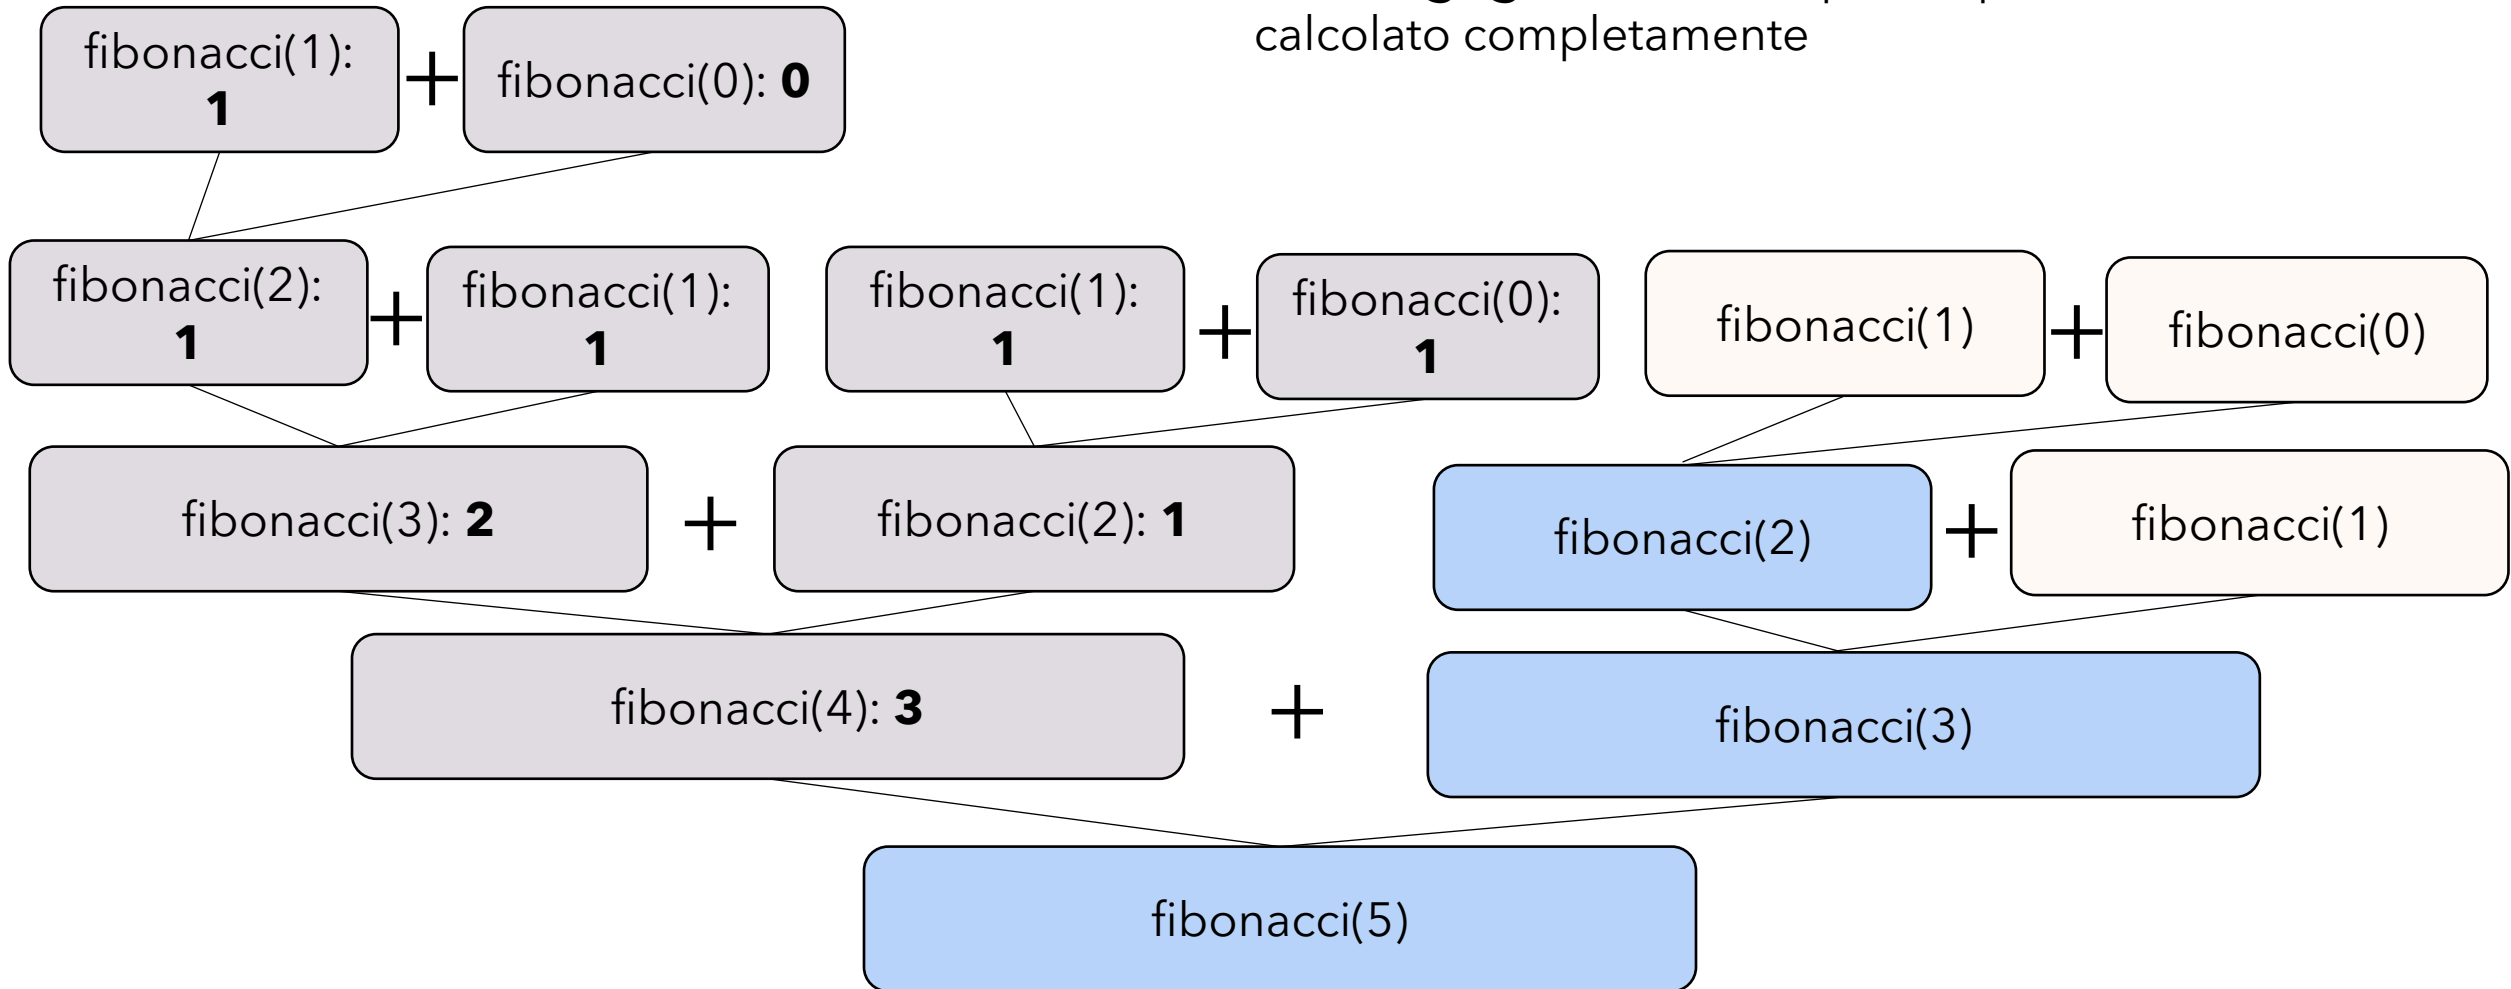 calcolato completamente
fibonacci(1):
1
+
fibonacci(0): 0
fibonacci(2):
1
+
fibonacci(1):
1
fibonacci(1):
1
+
fibonacci(0):
1
fibonacci(1)
+
fibonacci(0)
fibonacci(3): 2
+
fibonacci(2): 1
fibonacci(2)
+
fibonacci(1)
fibonacci(4): 3
+
fibonacci(3)
fibonacci(5)